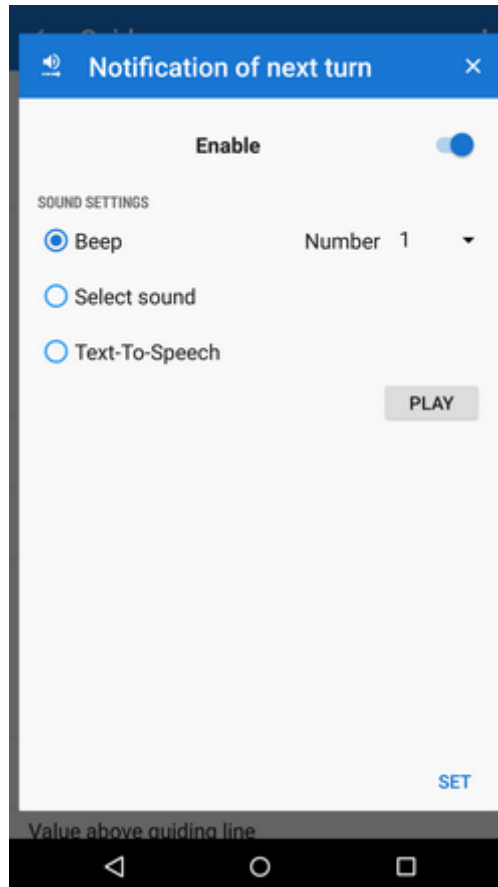 Notification of next turn
Enable
SOUND SETTINGS
Beep Number 1
Select sound
Text-To-Speech
PLAY
SET
Value above guiding line